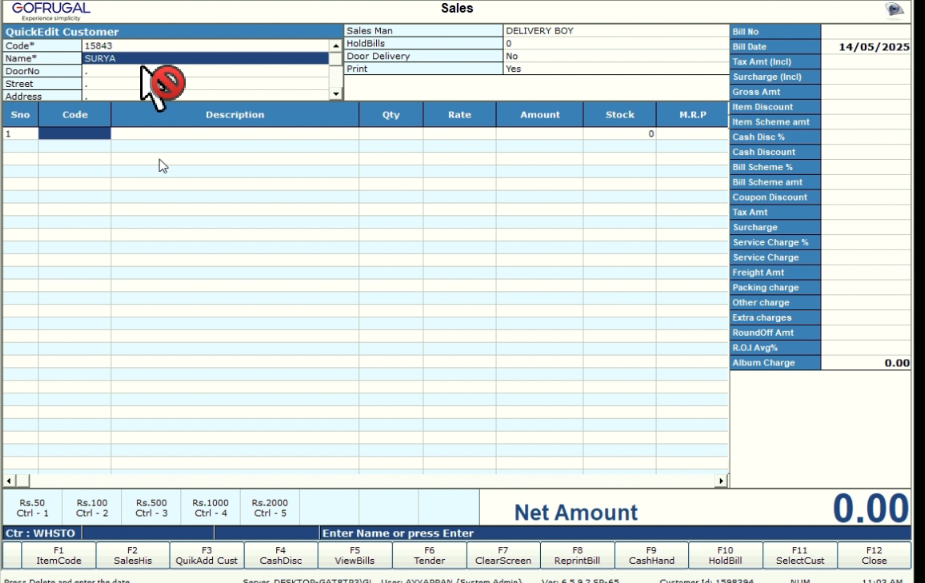 GOFRUGAL
Experience simplicity
Sales
QuickEdit Customer
Code* 15843
Name* SURYA
DoorNo .
Street .
Address .
Sales Man DELIVERY BOY
HoldBills 0
Door Delivery No
Print Yes
Bill No
Bill Date 14/05/2025
Tax Amt (Incl)
Surcharge (Incl)
Gross Amt
Item Discount
Item Scheme amt
Cash Disc %
Cash Discount
Bill Scheme %
Bill Scheme amt
Coupon Discount
Tax Amt
Surcharge
Service Charge %
Service Charge
Freight Amt
Packing charge
Other charge
Extra charges
RoundOff Amt
R.O.I Avg%
Album Charge 0.00
Sno Code Description Qty Rate Amount Stock M.R.P
1 0
Rs.50 Rs.100 Rs.500 Rs.1000 Rs.2000
Ctrl - 1 Ctrl - 2 Ctrl - 3 Ctrl - 4 Ctrl - 5
Net Amount 0.00
Ctr : WHSTO Enter Name or press Enter
F1 F2 F3 F4 F5 F6 F7 F8 F9 F10 F11 F12
ItemCode SalesHis QuikAdd Cust CashDisc ViewBills Tender ClearScreen ReprintBill CashHand HoldBill SelectCust Close
Press Delete and enter the date User: AYYAPPAN (System Admin) Ver: 6.5.9.2 SP-65 Customer Id: 1598394 NUM 11:03 AM